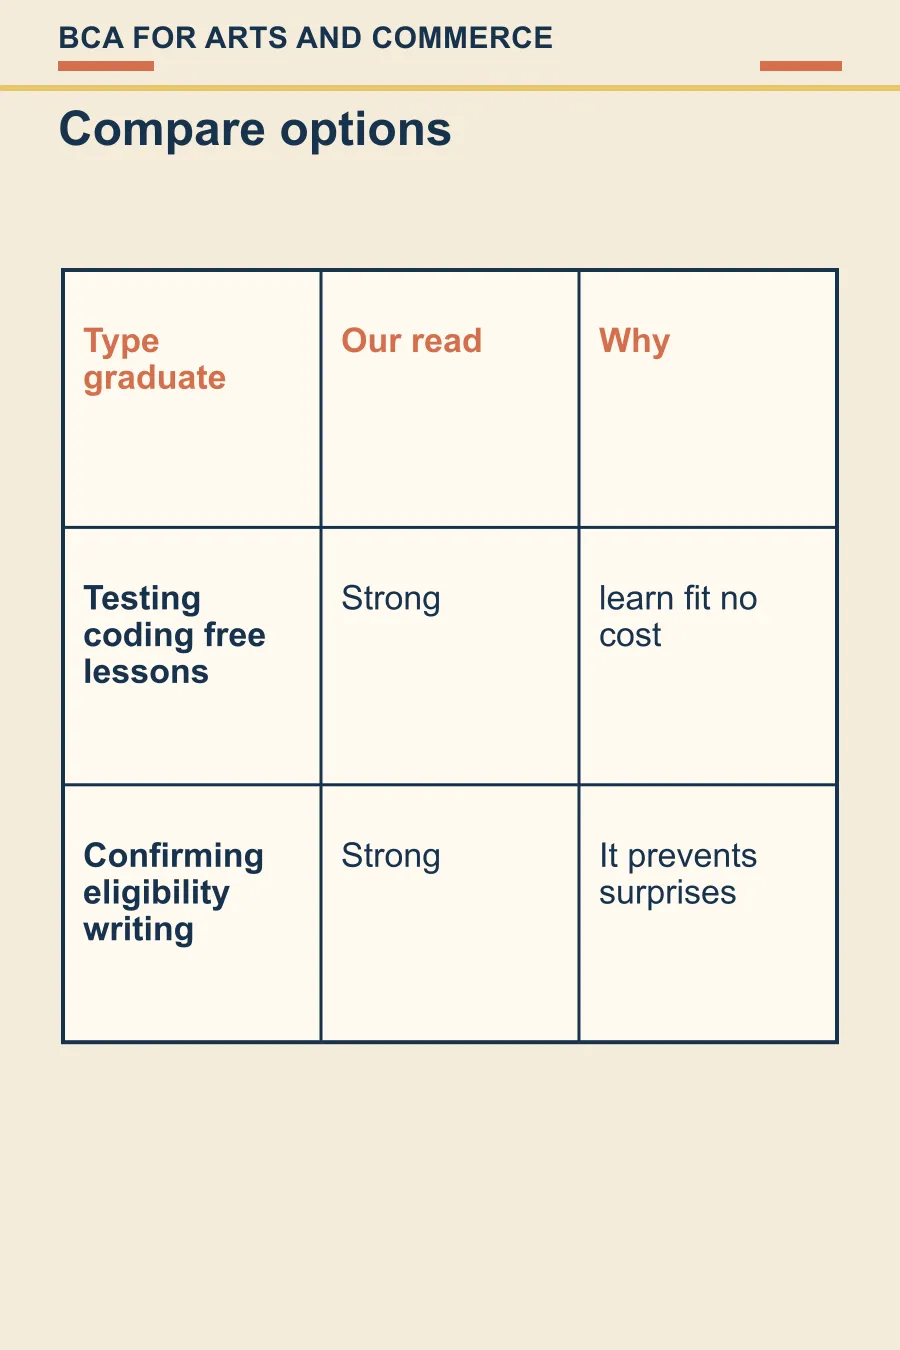 BCA FOR ARTS AND COMMERCE
Compare options
Type
graduate
Our read
Why
Testing
coding free
lessons
Strong
learn fit no
cost
Confirming
eligibility
writing
Strong
It prevents
surprises